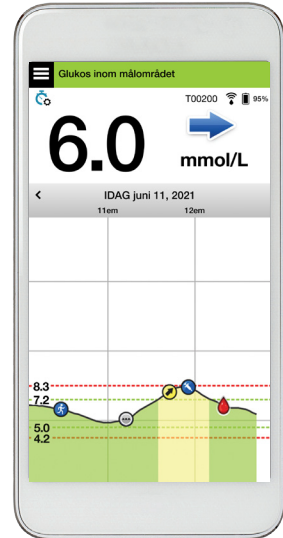 Glukos inom målområdet
T00200 95%
6.0
mmol/L
IDAG juni 11, 2021
11em 12em
8.3
7.2
5.0
4.2